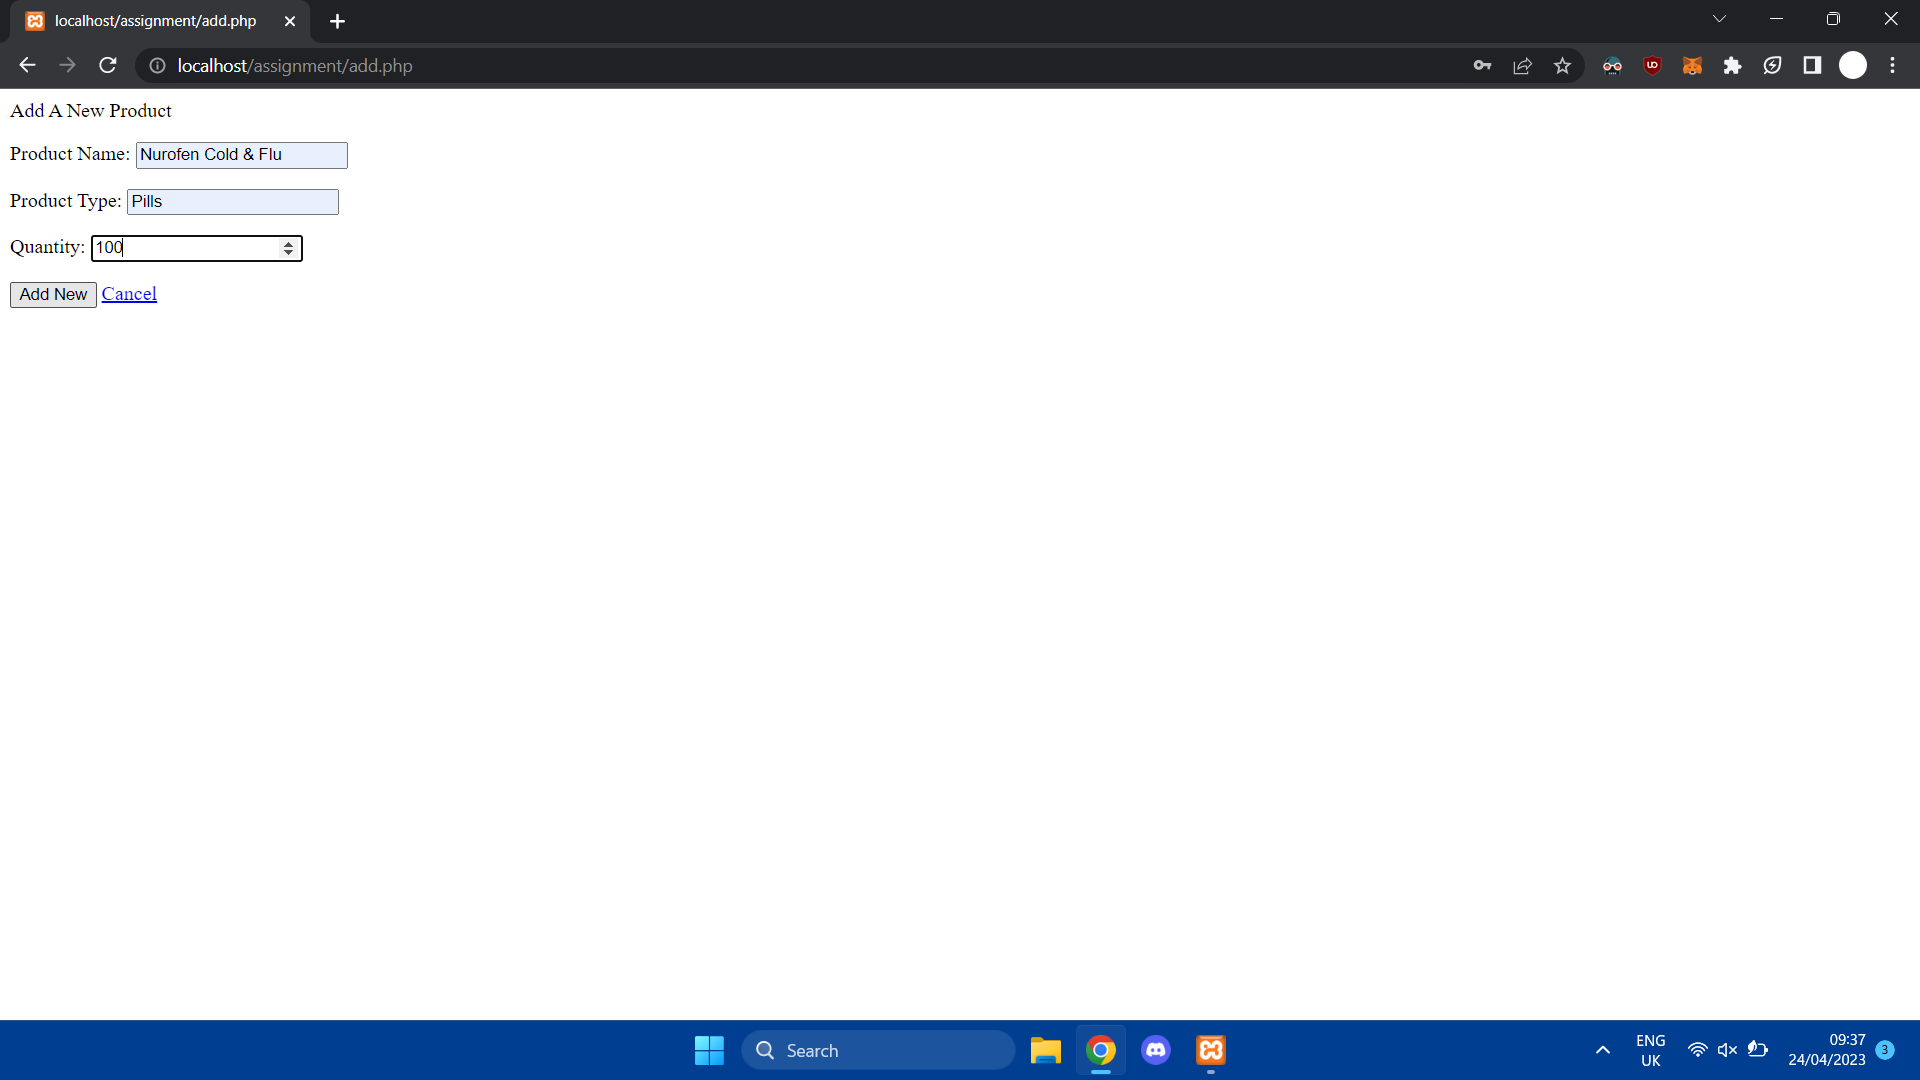 localhost/assignment/add.php
localhost/assignment/add.php
Add A New Product
Product Name: Nurofen Cold & Flu
Product Type: Pills
Quantity: 100
Add New Cancel
Search
ENG
UK
09:37
24/04/2023
3